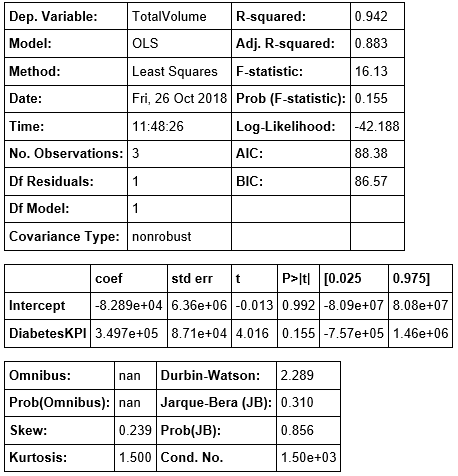 Dep. Variable: TotalVolume R-squared: 0.942
Model: OLS Adj. R-squared: 0.883
Method: Least Squares F-statistic: 16.13
Date: Fri, 26 Oct 2018 Prob (F-statistic): 0.155
Time: 11:48:26 Log-Likelihood: -42.188
No. Observations: 3 AIC: 88.38
Df Residuals: 1 BIC: 86.57
Df Model: 1
Covariance Type: nonrobust
coef std err t P>|t| [0.025 0.975]
Intercept -8.289e+04 6.36e+06 -0.013 0.992 -8.09e+07 8.08e+07
DiabetesKPI 3.497e+05 8.71e+04 4.016 0.155 -7.57e+05 1.46e+06
Omnibus: nan Durbin-Watson: 2.289
Prob(Omnibus): nan Jarque-Bera (JB): 0.310
Skew: 0.239 Prob(JB): 0.856
Kurtosis: 1.500 Cond. No. 1.50e+03